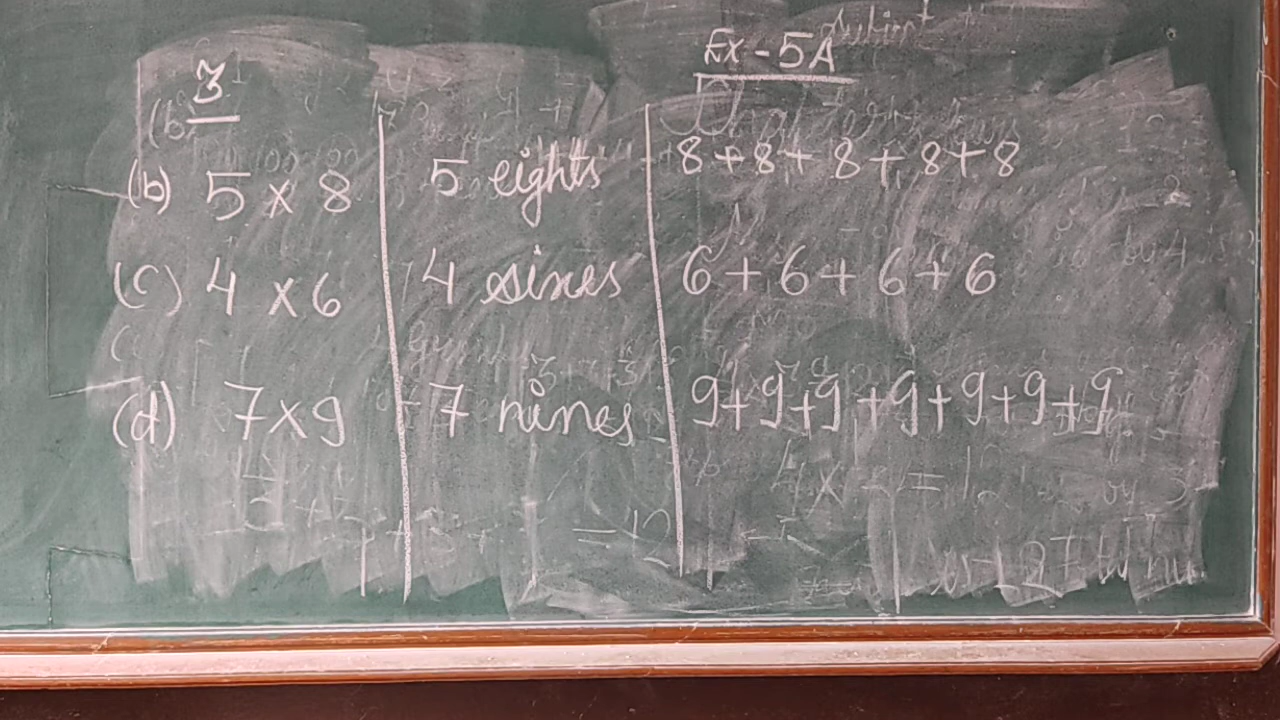 Ex - 5A
3
(b) 5 × 8 5 eights 8 + 8 + 8 + 8 + 8
(c) 4 × 6 4 sixes 6 + 6 + 6 + 6
(d) 7 × 9 7 nines 9 + 9 + 9 + 9 + 9 + 9 + 9